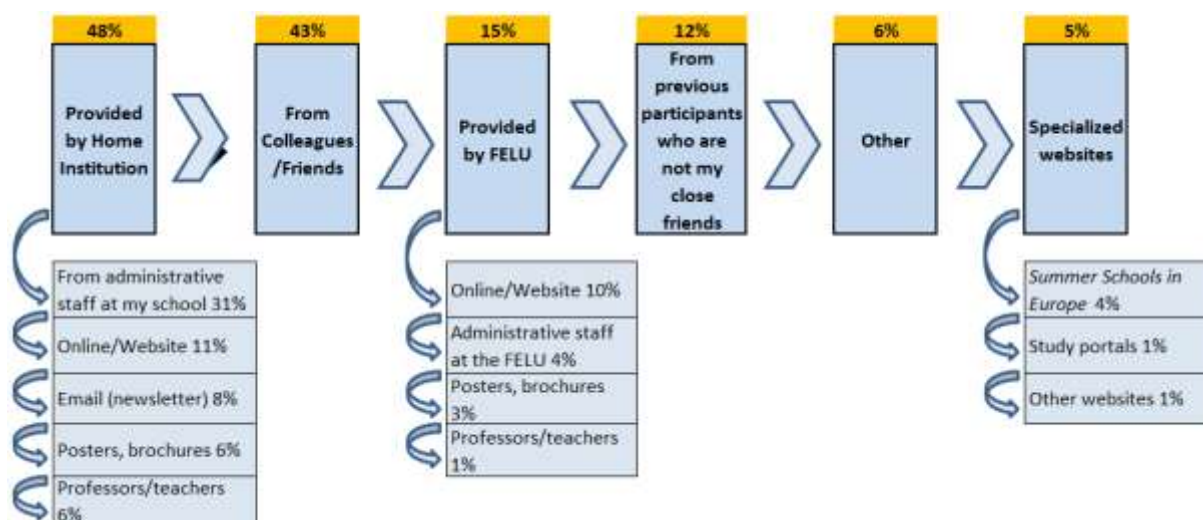 48%
43%
15%
12%
6%
5%
Provided
by Home
Institution
From
Colleagues
/Friends
Provided
by FELU
From
previous
participants
who are
not my
close
friends
Other
Specialized
websites
From administrative
staff at my school 31%
Online/Website 11%
Email (newsletter) 8%
Posters, brochures 6%
Professors/teachers
6%
Online/Website 10%
Administrative staff
at the FELU 4%
Posters, brochures
3%
Professors/teachers
1%
Summer Schools in
Europe 4%
Study portals 1%
Other websites 1%